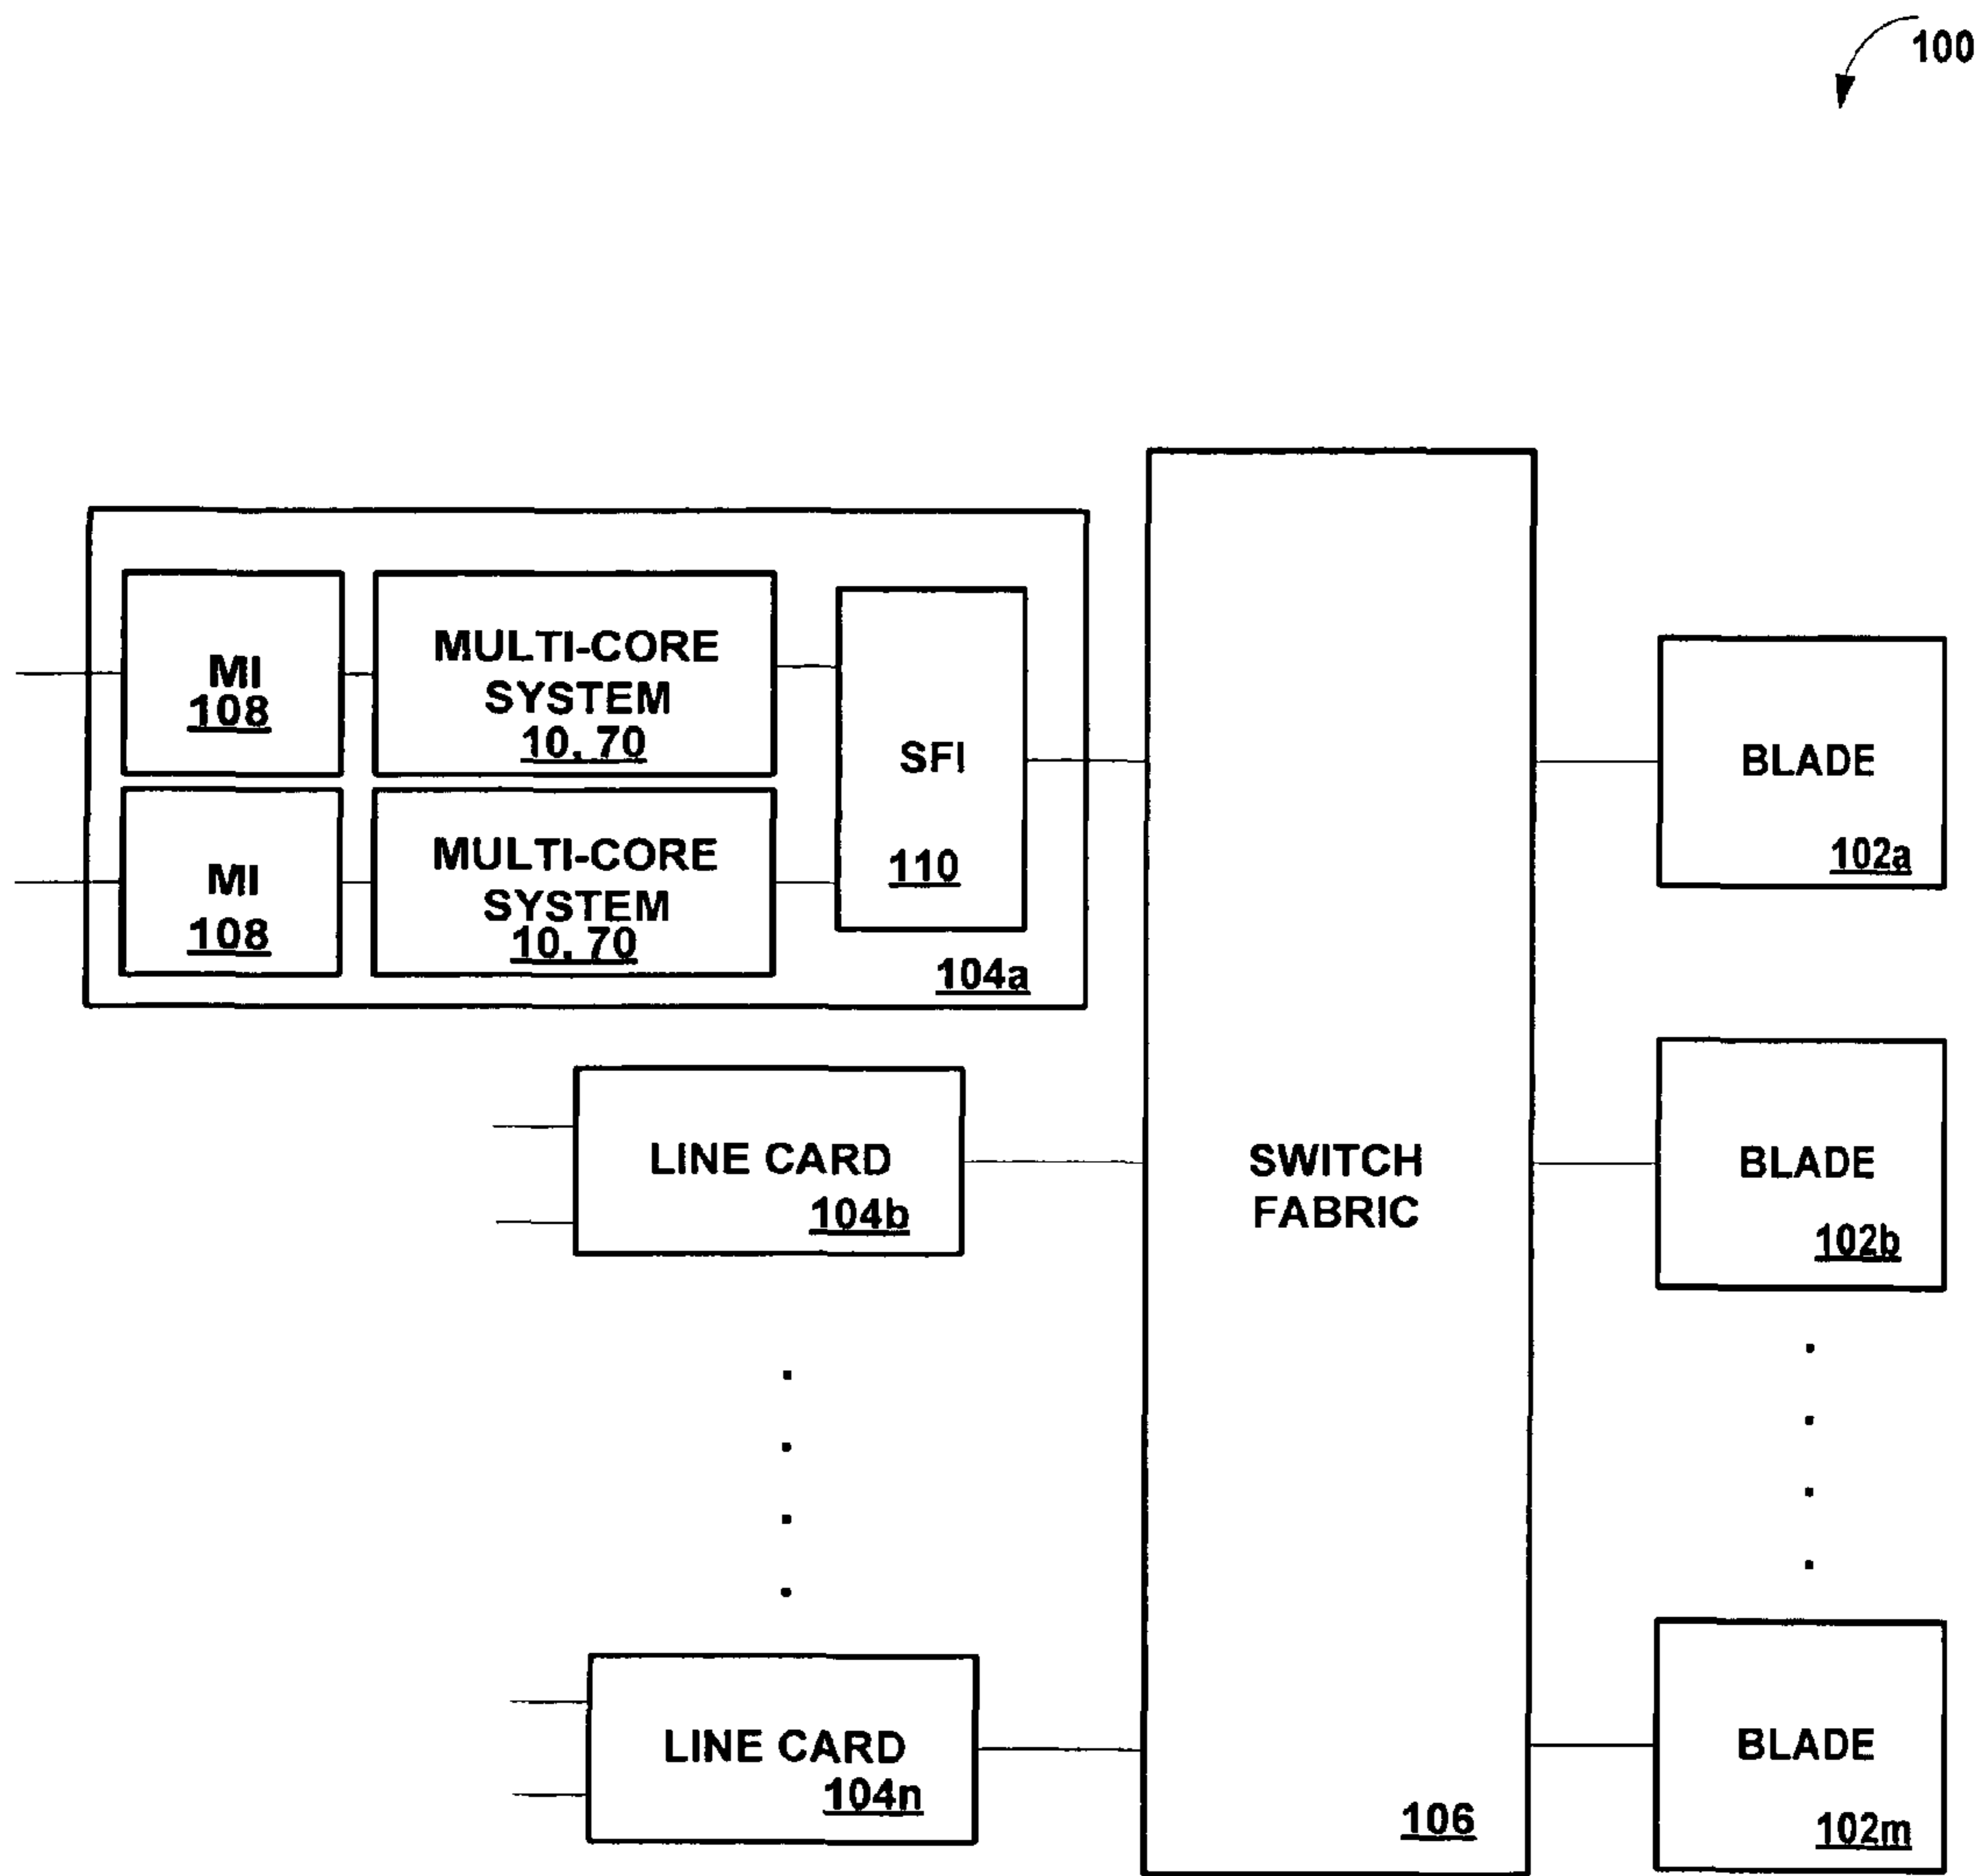 100
MI
108
MULTI-CORE
SYSTEM
10, 70
SFI
110
MI
108
MULTI-CORE
SYSTEM
10, 70
104a
BLADE
102a
LINE CARD
104b
SWITCH
FABRIC
106
BLADE
102b
LINE CARD
104n
BLADE
102m